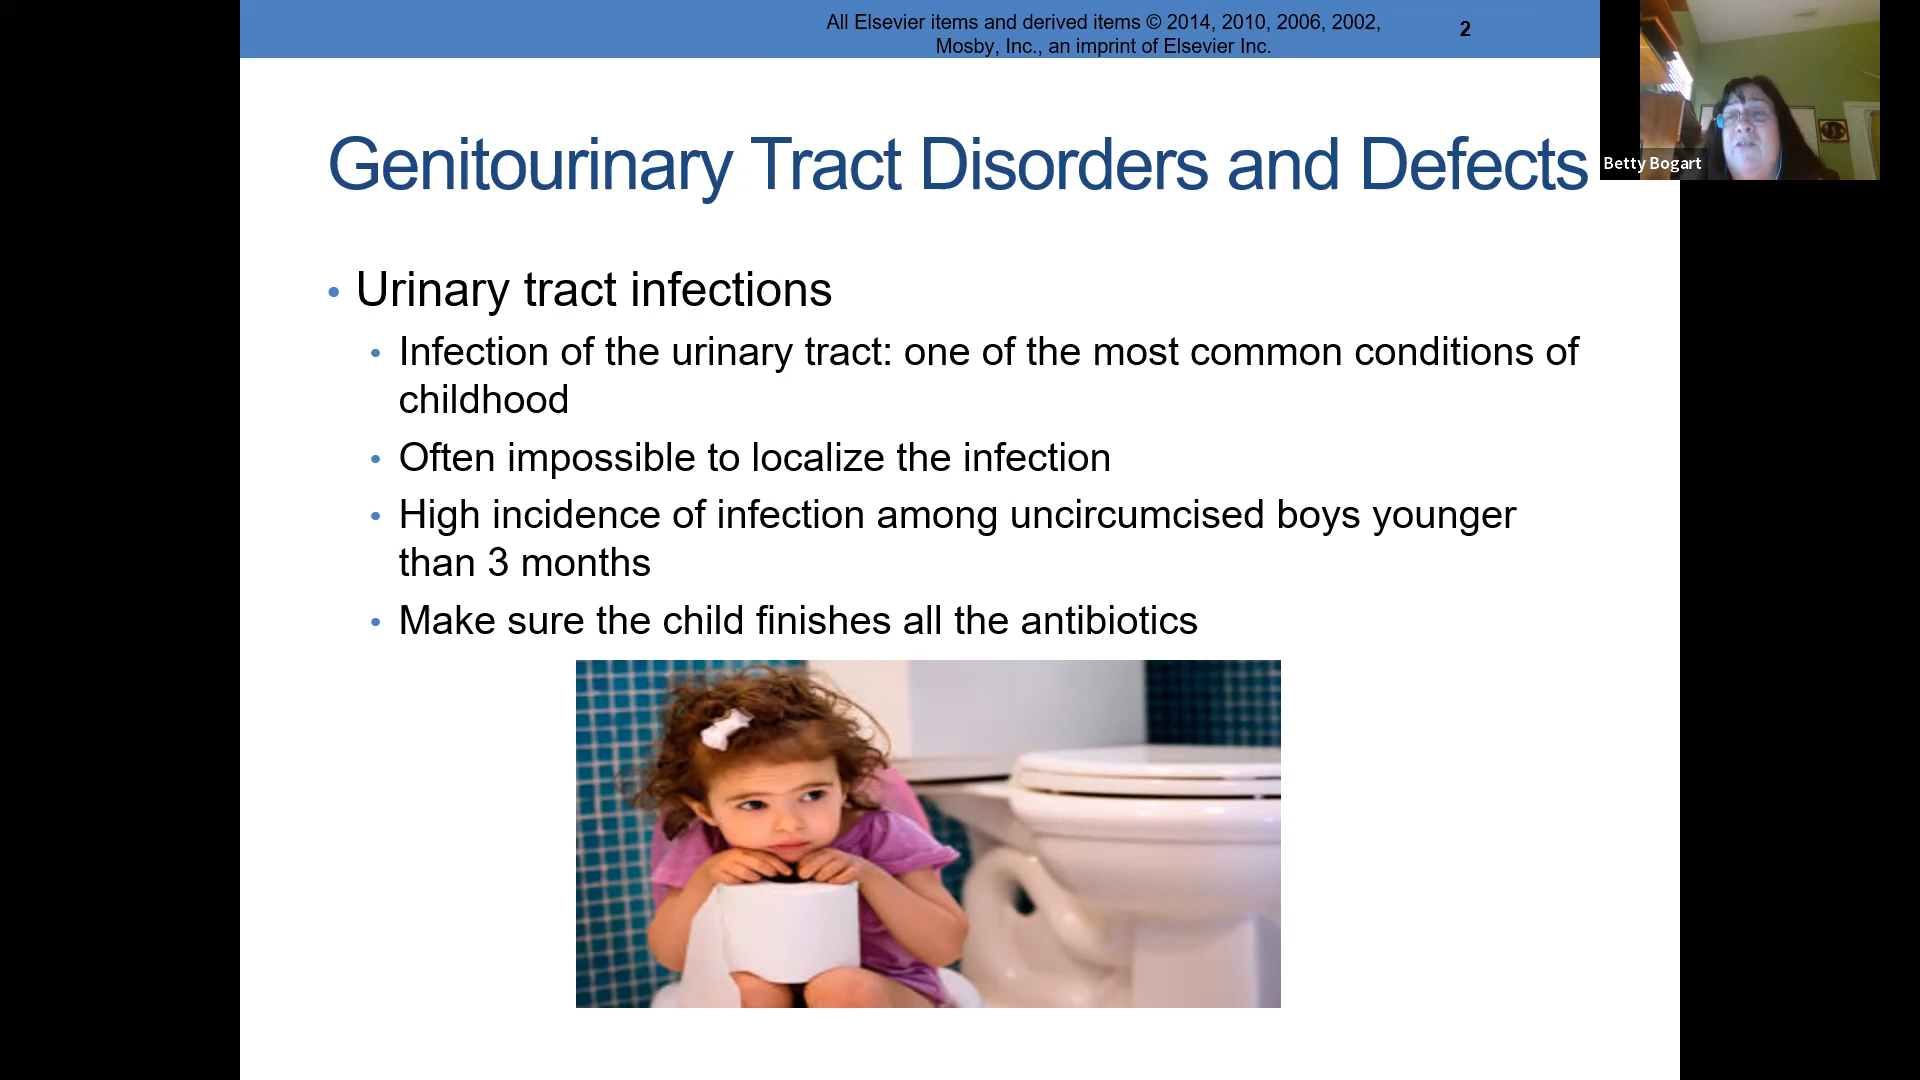 All Elsevier items and derived items © 2014, 2010, 2006, 2002,
Mosby, Inc., an imprint of Elsevier Inc.
2
Betty Bogart
Genitourinary Tract Disorders and Defects
• Urinary tract infections
• Infection of the urinary tract: one of the most common conditions of
childhood
• Often impossible to localize the infection
• High incidence of infection among uncircumcised boys younger
than 3 months
• Make sure the child finishes all the antibiotics